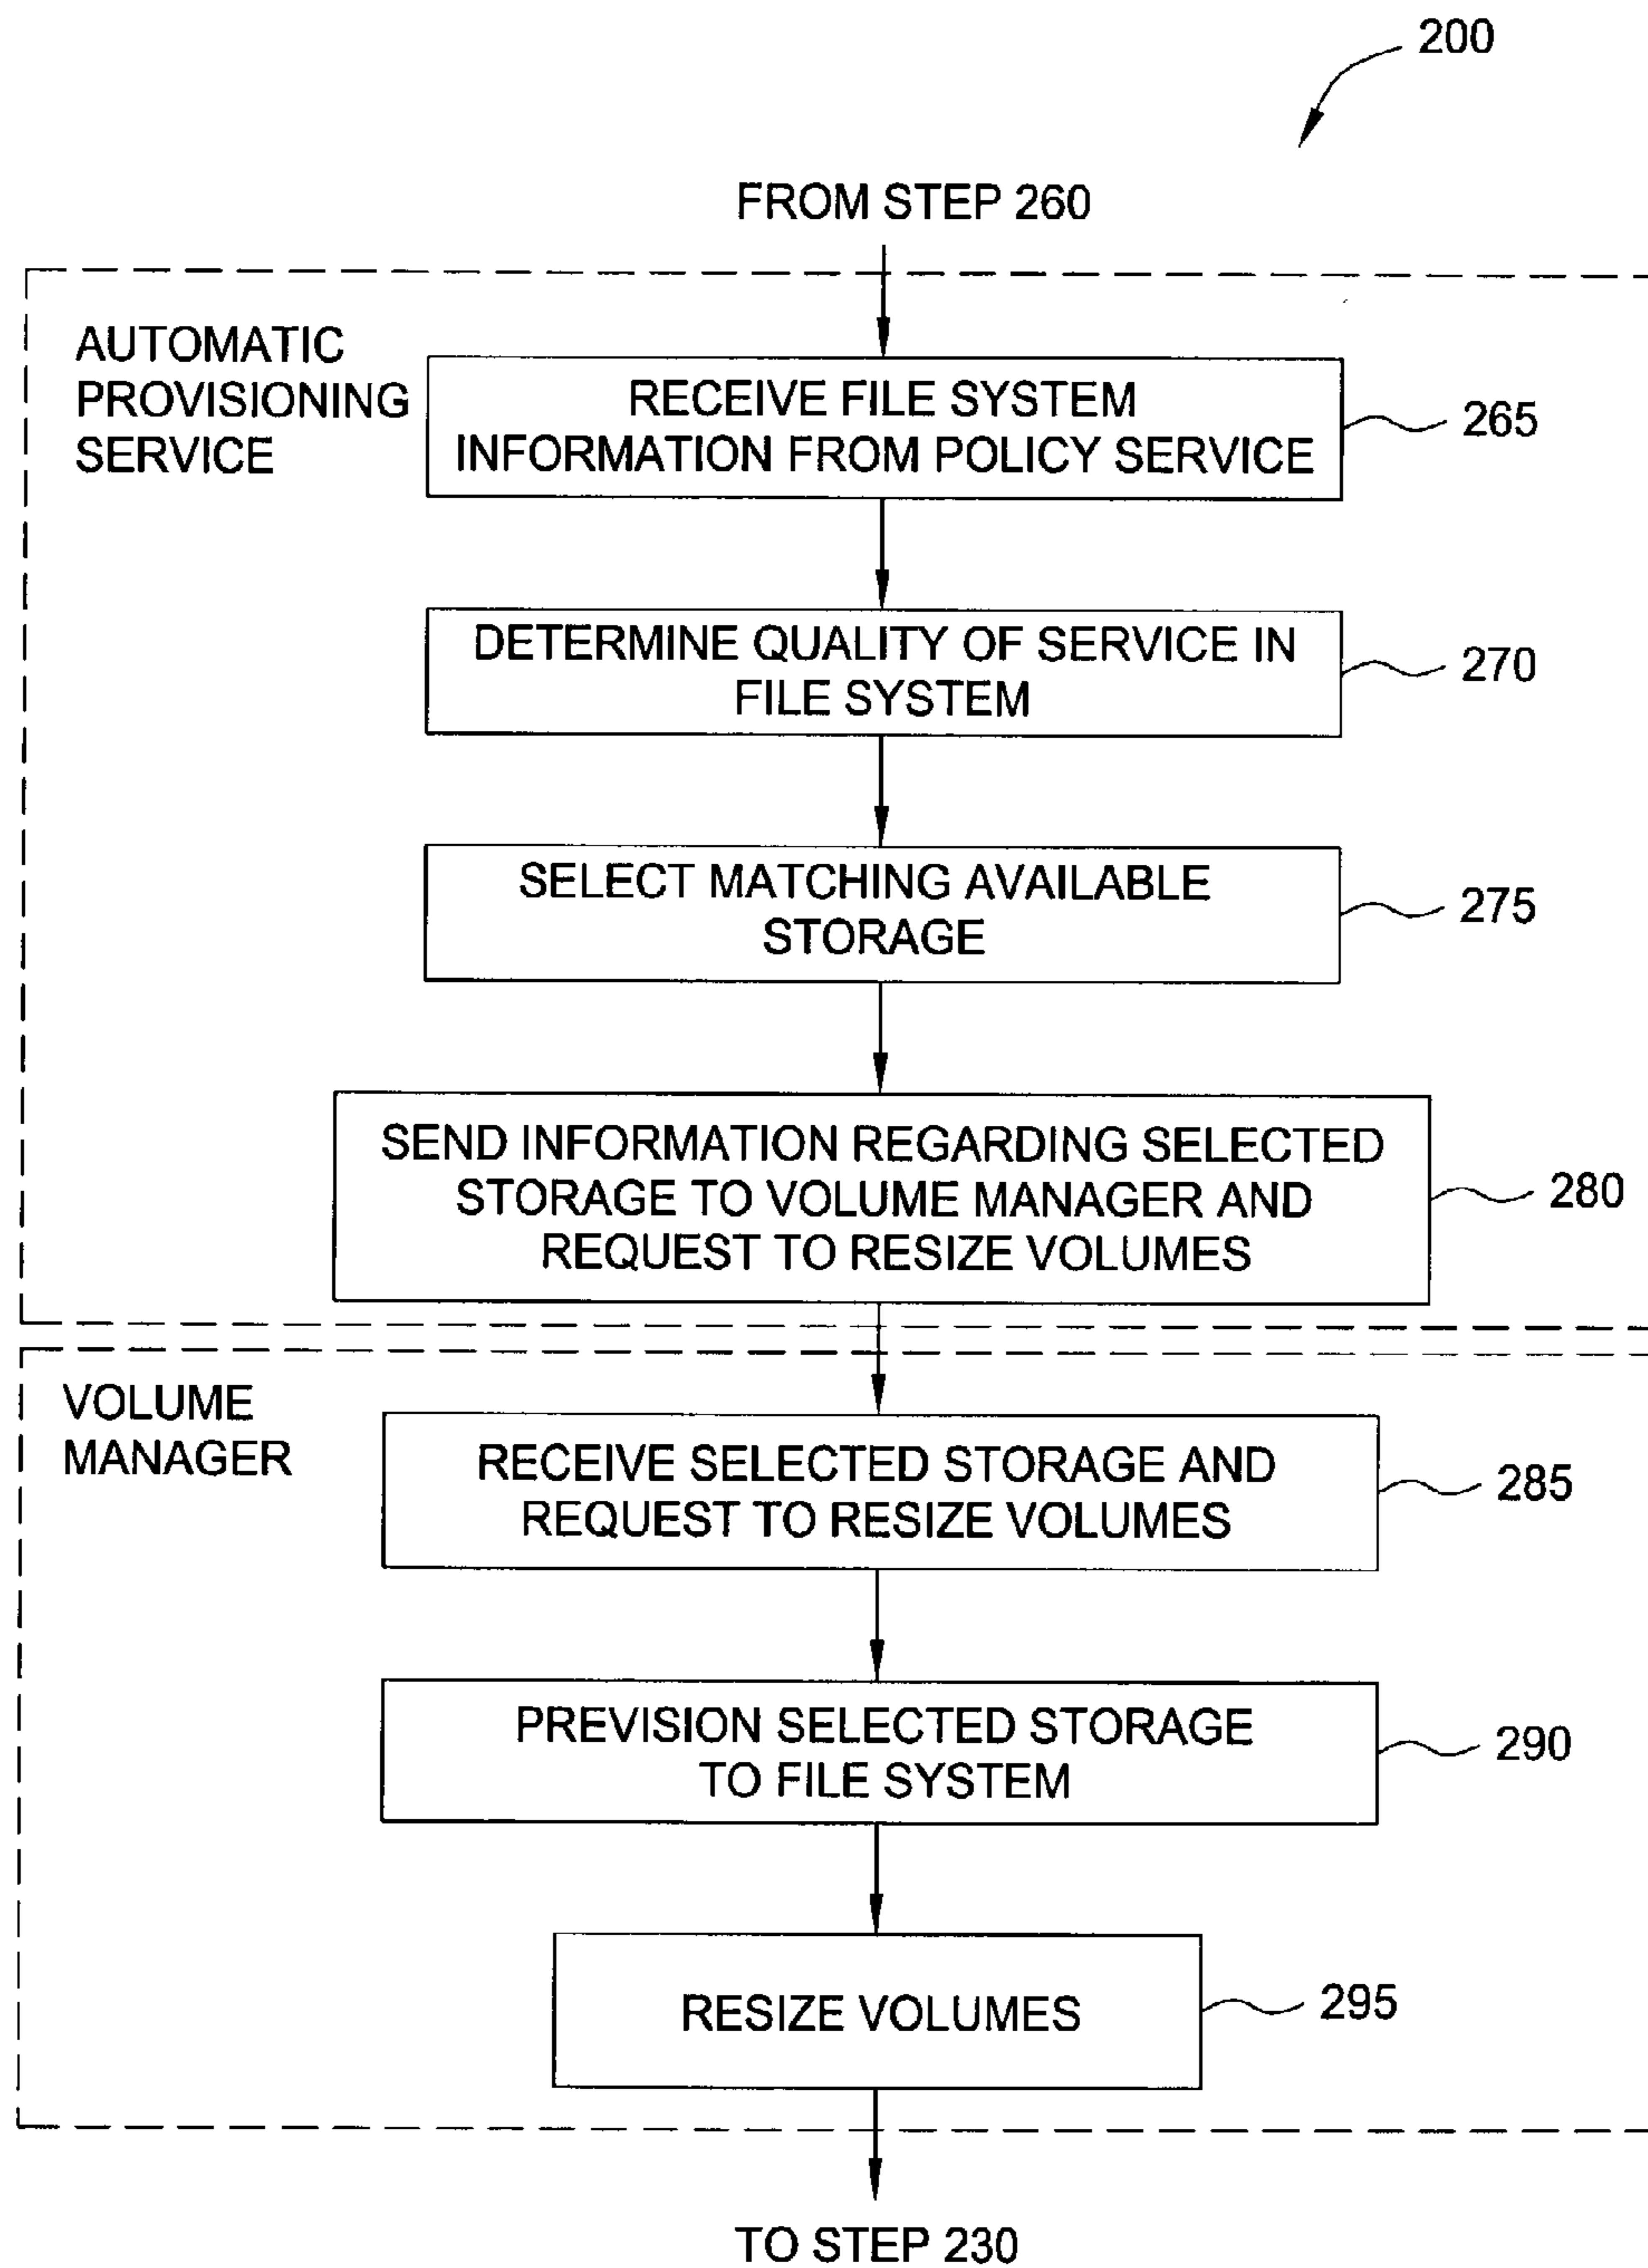 200
FROM STEP 260
AUTOMATIC
PROVISIONING
SERVICE
RECEIVE FILE SYSTEM
INFORMATION FROM POLICY SERVICE
265
DETERMINE QUALITY OF SERVICE IN
FILE SYSTEM
270
SELECT MATCHING AVAILABLE
STORAGE
275
SEND INFORMATION REGARDING SELECTED
STORAGE TO VOLUME MANAGER AND
REQUEST TO RESIZE VOLUMES
280
VOLUME
MANAGER
RECEIVE SELECTED STORAGE AND
REQUEST TO RESIZE VOLUMES
285
PREVISION SELECTED STORAGE
TO FILE SYSTEM
290
RESIZE VOLUMES
295
TO STEP 230